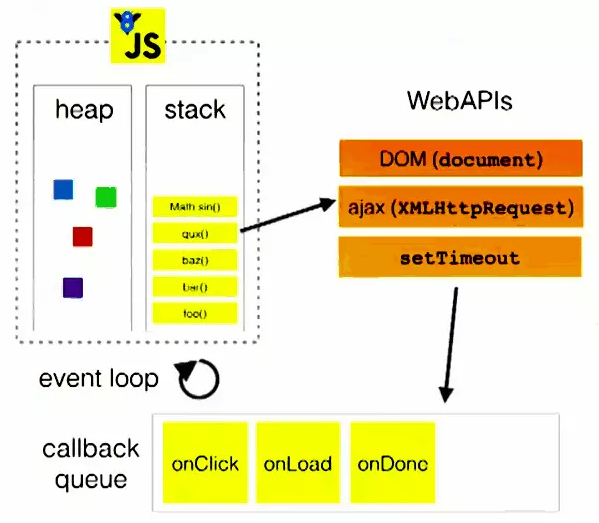 JS
heap
stack
WebAPIs
DOM (document)
ajax (XMLHttpRequest)
setTimeout
Math sin()
qux()
baz()
bar()
foo()
event loop
callback
queue
onClick
onLoad
onDone